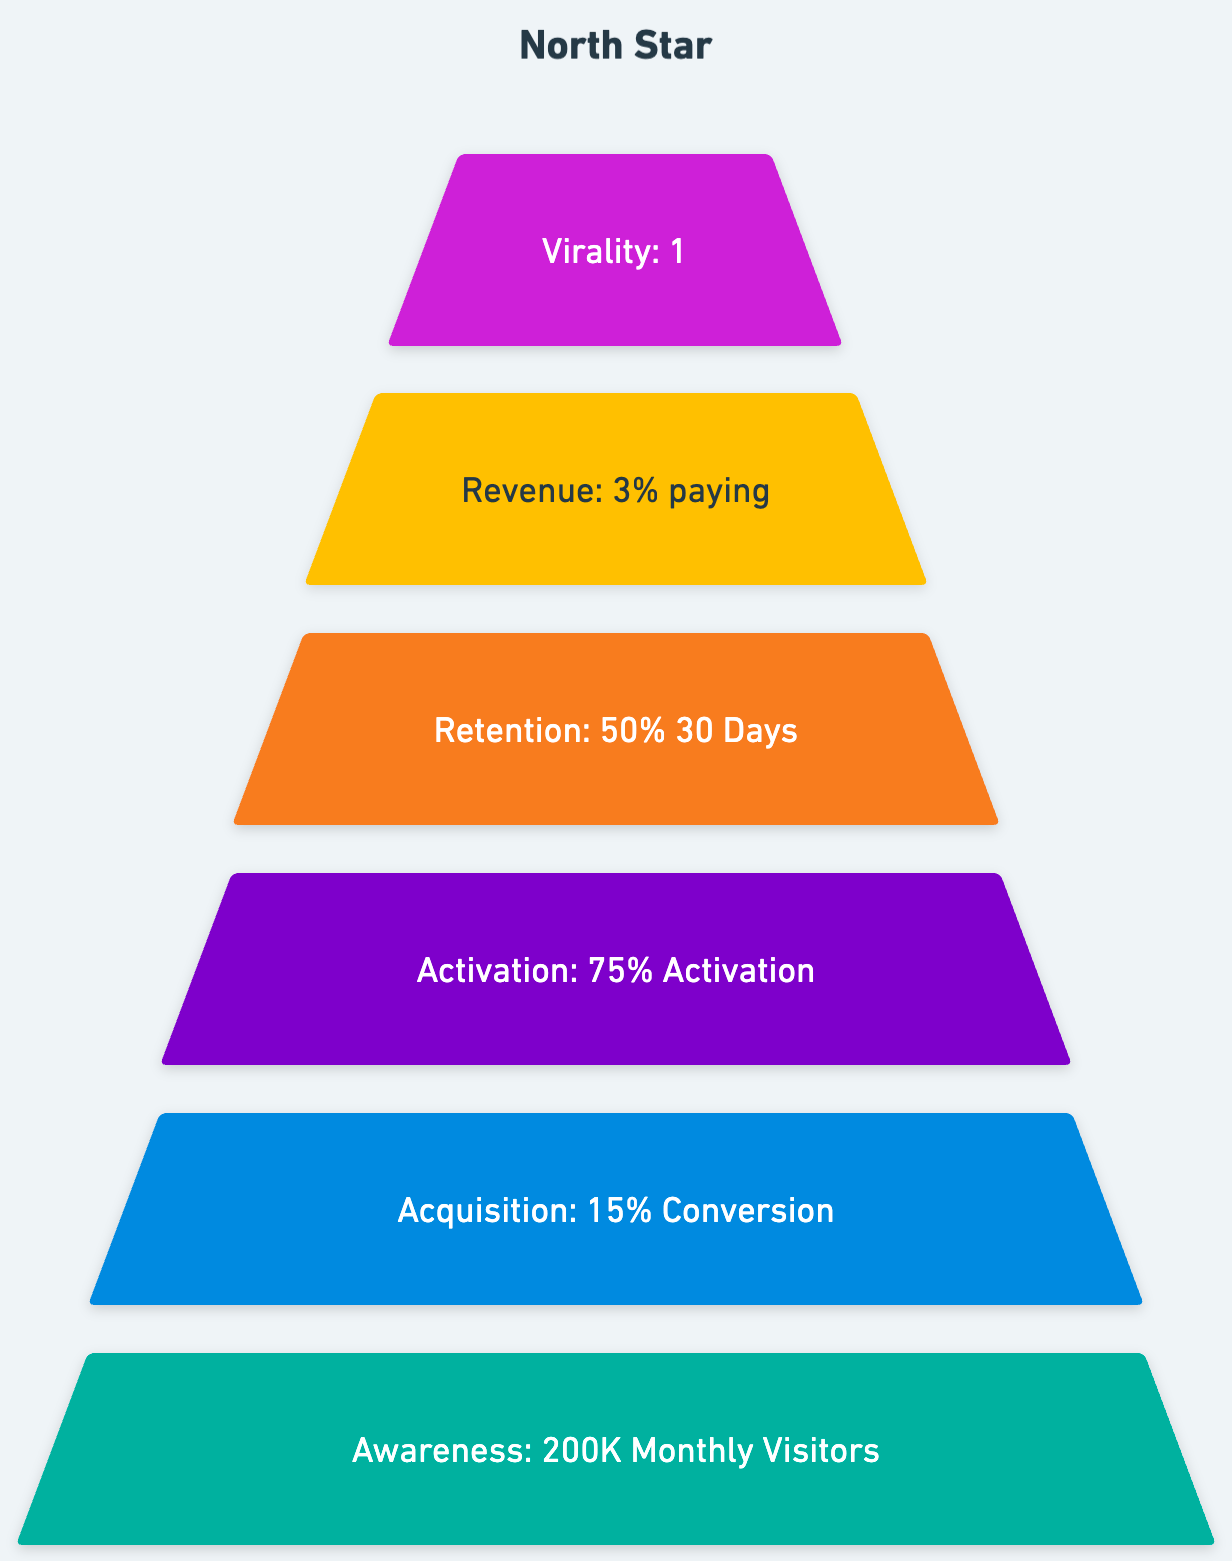 North Star
Virality: 1
Revenue: 3% paying
Retention: 50% 30 Days
Activation: 75% Activation
Acquisition: 15% Conversion
Awareness: 200K Monthly Visitors